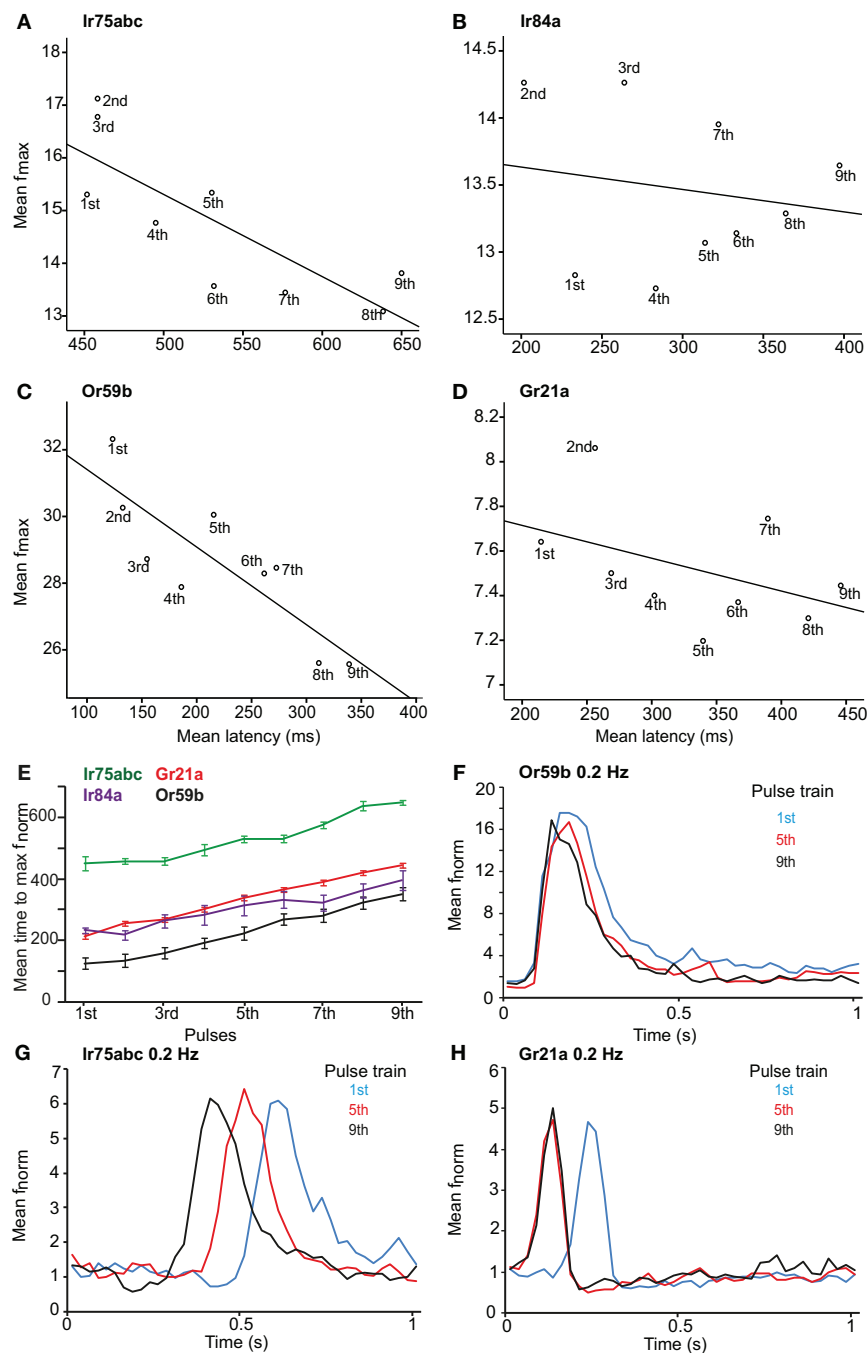 A Ir75abc
Mean fmax
18
17
16
15
14
13
2nd
3rd
1st
5th
4th
6th
7th
8th
9th
450 500 550 600 650
B Ir84a
14.5
14
13.5
13
12.5
2nd
3rd
7th
9th
8th
6th
5th
1st
4th
200 250 300 350 400
C Or59b
Mean fmax
32
30
28
26
1st
2nd
5th
3rd
4th
6th
7th
8th
9th
100 150 200 250 300 350 400
Mean latency (ms)
D Gr21a
8.2
8
7.8
7.6
7.4
7.2
7
2nd
7th
1st
3rd
4th
6th
9th
8th
5th
200 250 300 350 400 450
Mean latency (ms)
E Ir75abc Gr21a
Ir84a Or59b
Mean time to max fnorm
600
400
200
0
1st 3rd 5th 7th 9th
Pulses
F Or59b 0.2 Hz
Pulse train
1st
5th
9th
Mean fnorm
20
16
12
8
4
0
0 0.5 1
Time (s)
G Ir75abc 0.2 Hz
Pulse train
1st
5th
9th
Mean fnorm
7
6
5
4
3
2
1
0
0 0.5 1
Time (s)
H Gr21a 0.2 Hz
Pulse train
1st
5th
9th
Mean fnorm
6
5
4
3
2
1
0
0 0.5 1
Time (s)